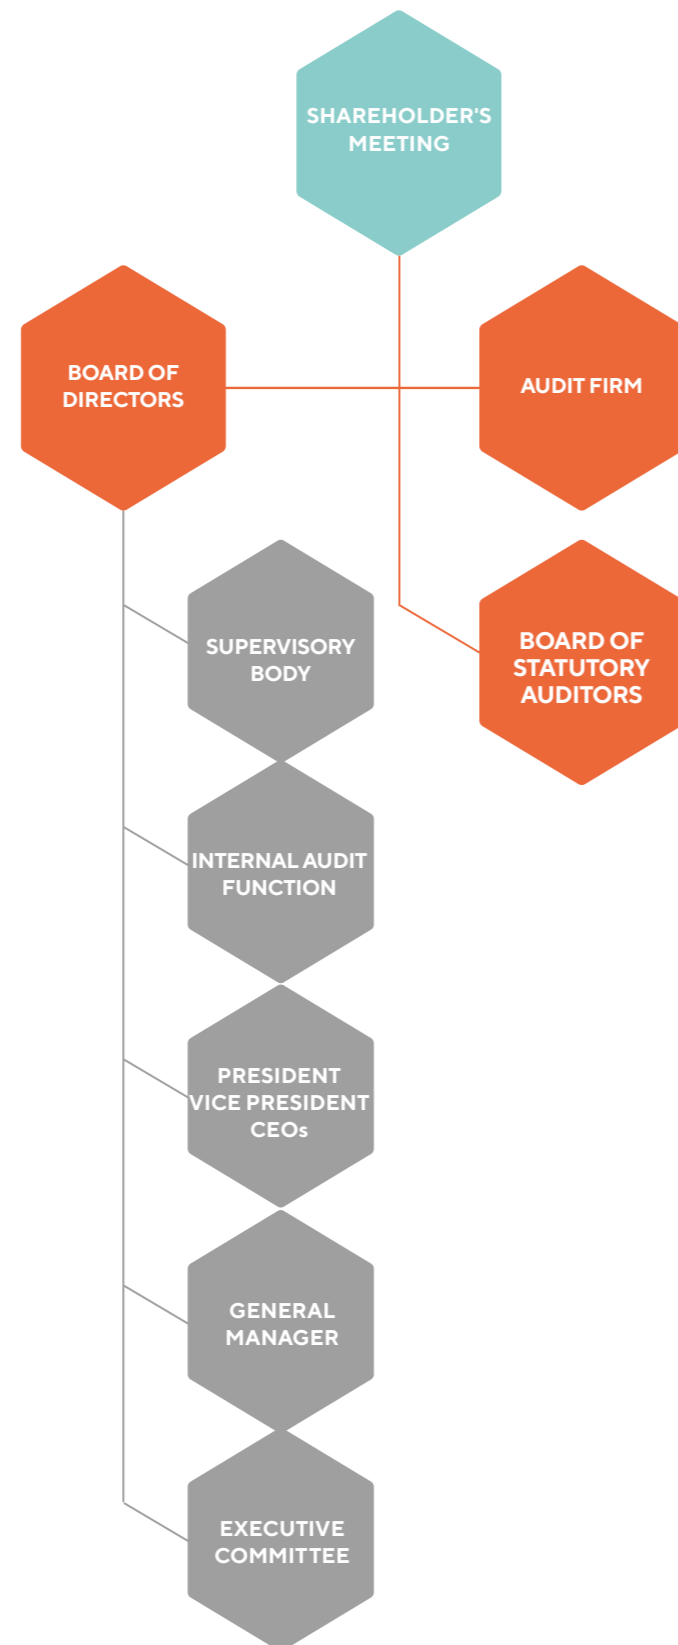 SHAREHOLDER'S
MEETING
BOARD OF
DIRECTORS
AUDIT FIRM
SUPERVISORY
BODY
BOARD OF
STATUTORY
AUDITORS
INTERNAL AUDIT
FUNCTION
PRESIDENT
VICE PRESIDENT
CEOs
GENERAL
MANAGER
EXECUTIVE
COMMITTEE